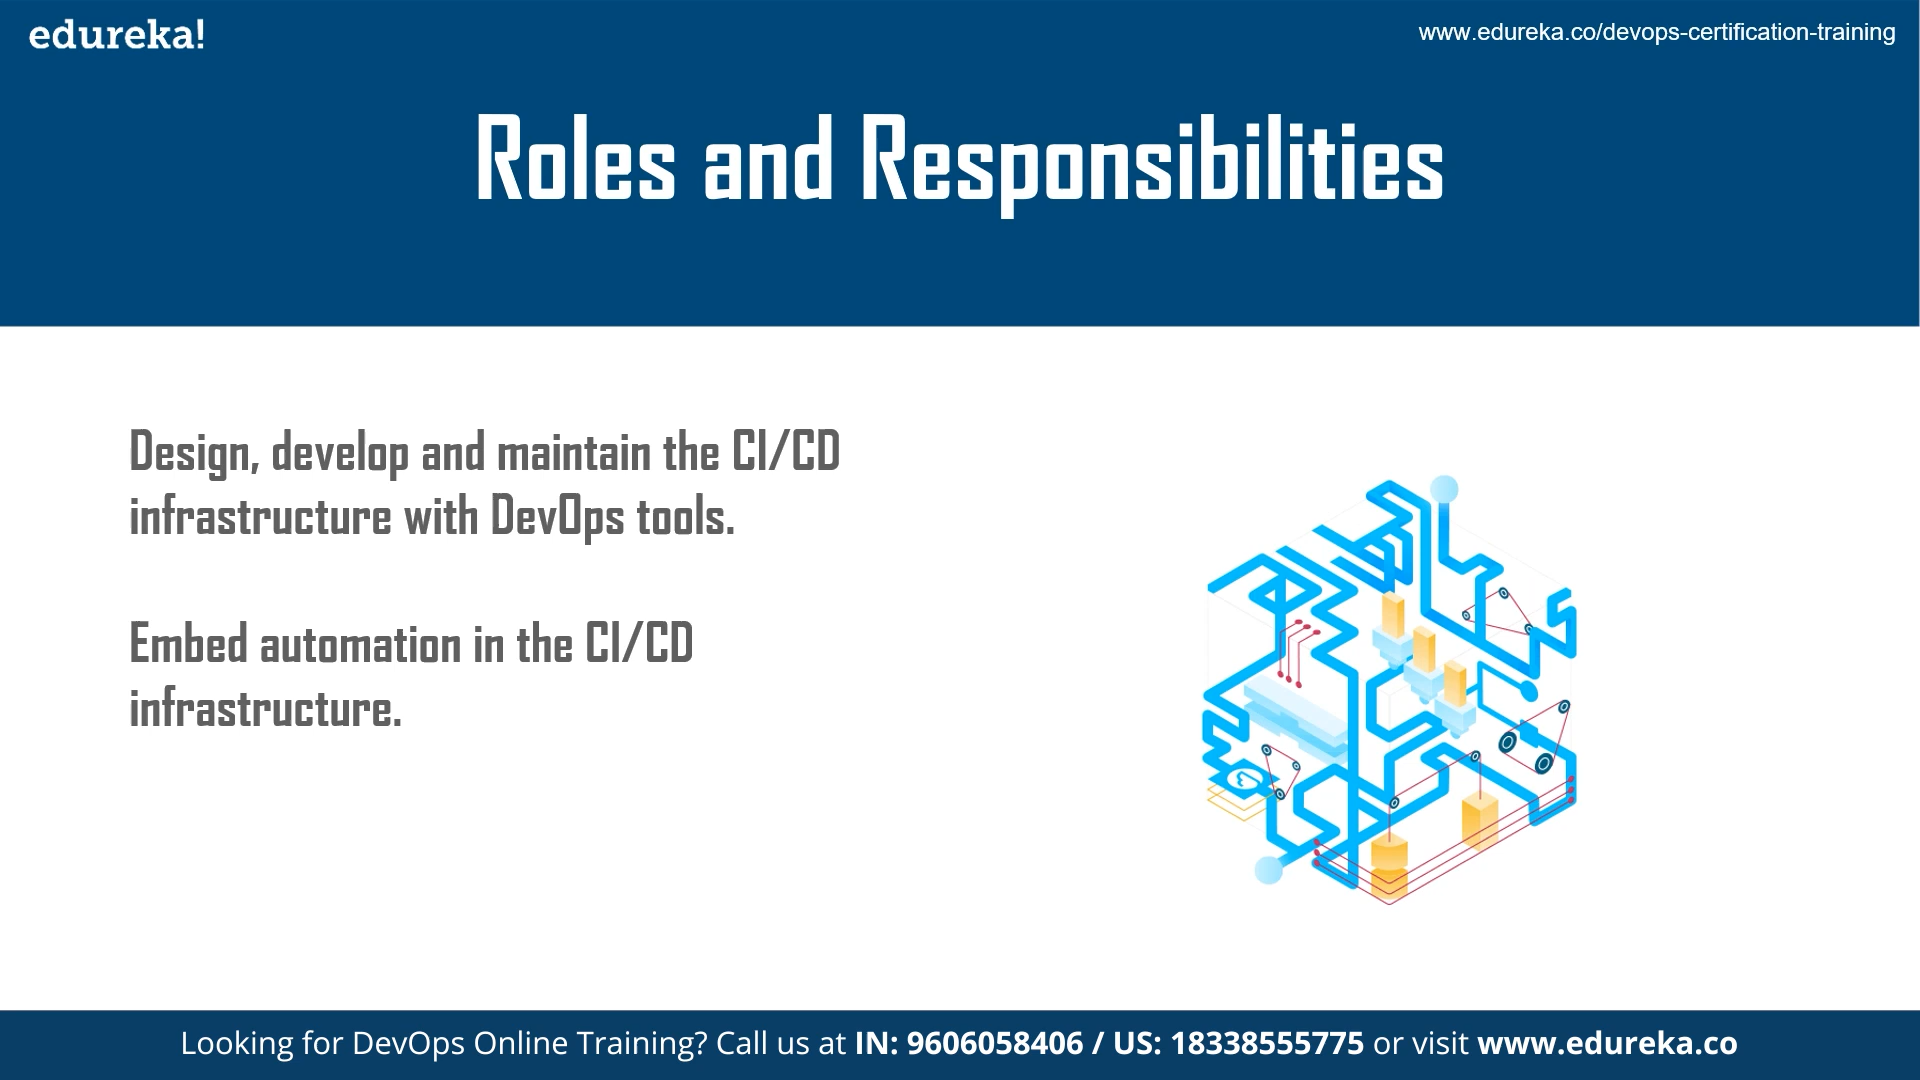 edureka!
www.edureka.co/devops-certification-training
Roles and Responsibilities
Design, develop and maintain the CI/CD
infrastructure with DevOps tools.
Embed automation in the CI/CD
infrastructure.
Looking for DevOps Online Training? Call us at IN: 9606058406 / US: 18338555775 or visit www.edureka.co